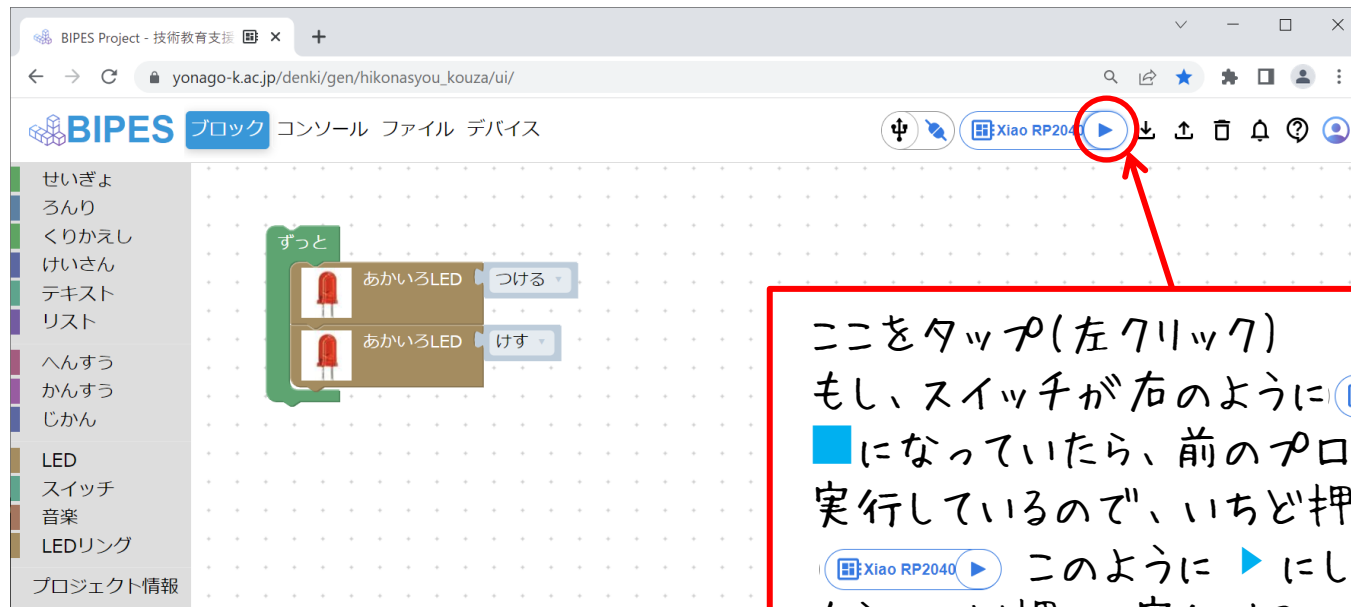 BIPES Project - 技術教育支援
yonago-k.ac.jp/denki/gen/hikonasyou_kouza/ui/
BIPES ブロック コンソール ファイル デバイス Xiao RP2040
せいぎょ
ろんり
くりかえし
けいさん
テキスト
リスト
へんすう
かんすう
じかん
LED
スイッチ
音楽
LEDリング
プロジェクト情報
ずっと
あかいろLED つける
あかいろLED けす
ここをタップ(左クリック)
もし、スイッチが右のように
になっていたら、前のプロ
実行しているので、いちど押
Xiao RP2040 このように ▶ にし